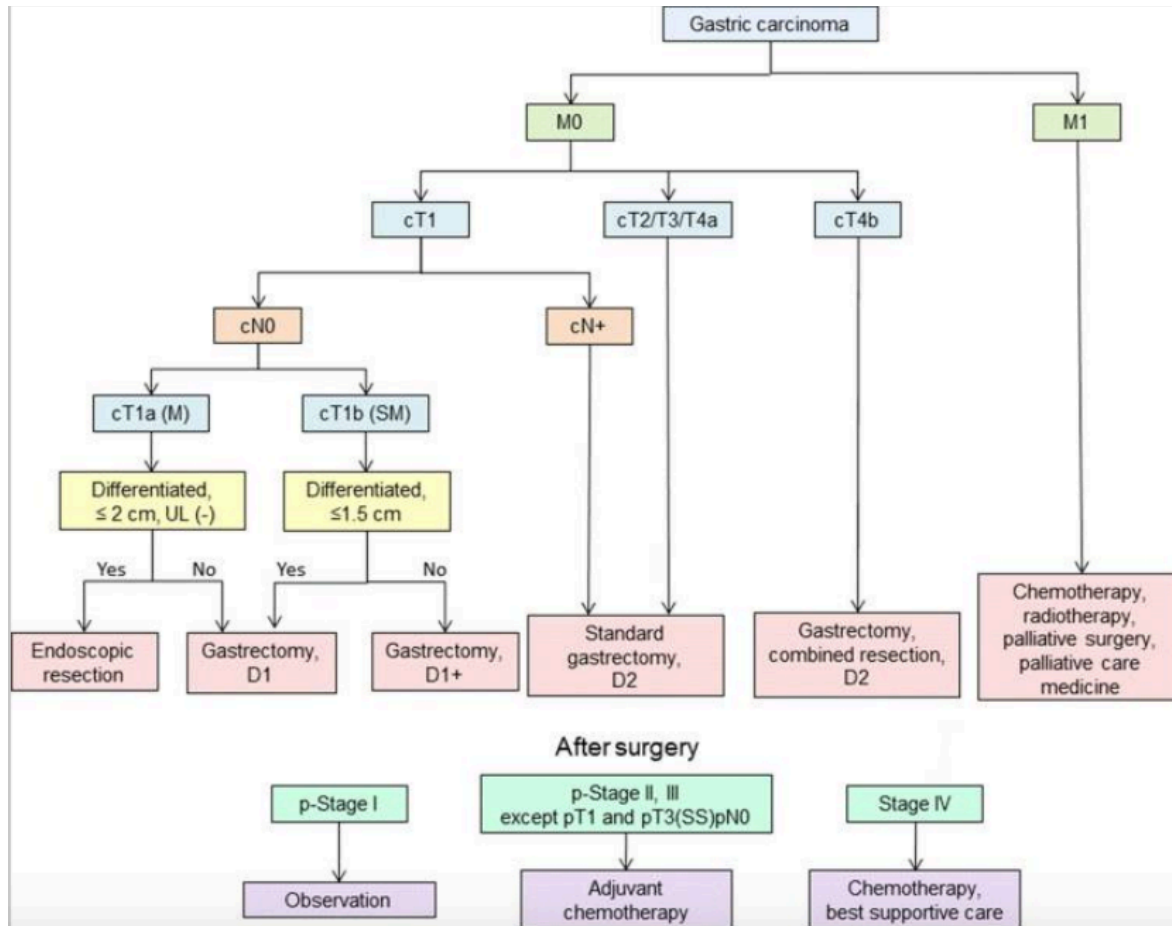 Gastric carcinoma
M0
M1
cT1
cT2/T3/T4a
cT4b
cN0
cN+
cT1a (M)
cT1b (SM)
Differentiated,
≤ 2 cm, UL (-)
Differentiated,
≤1.5 cm
Yes
No
Yes
No
Endoscopic
resection
Gastrectomy,
D1
Gastrectomy,
D1+
Standard
gastrectomy,
D2
Gastrectomy,
combined resection,
D2
Chemotherapy,
radiotherapy,
palliative surgery,
palliative care
medicine
After surgery
p-Stage I
p-Stage II, III
except pT1 and pT3(SS)pN0
Stage IV
Observation
Adjuvant
chemotherapy
Chemotherapy,
best supportive care